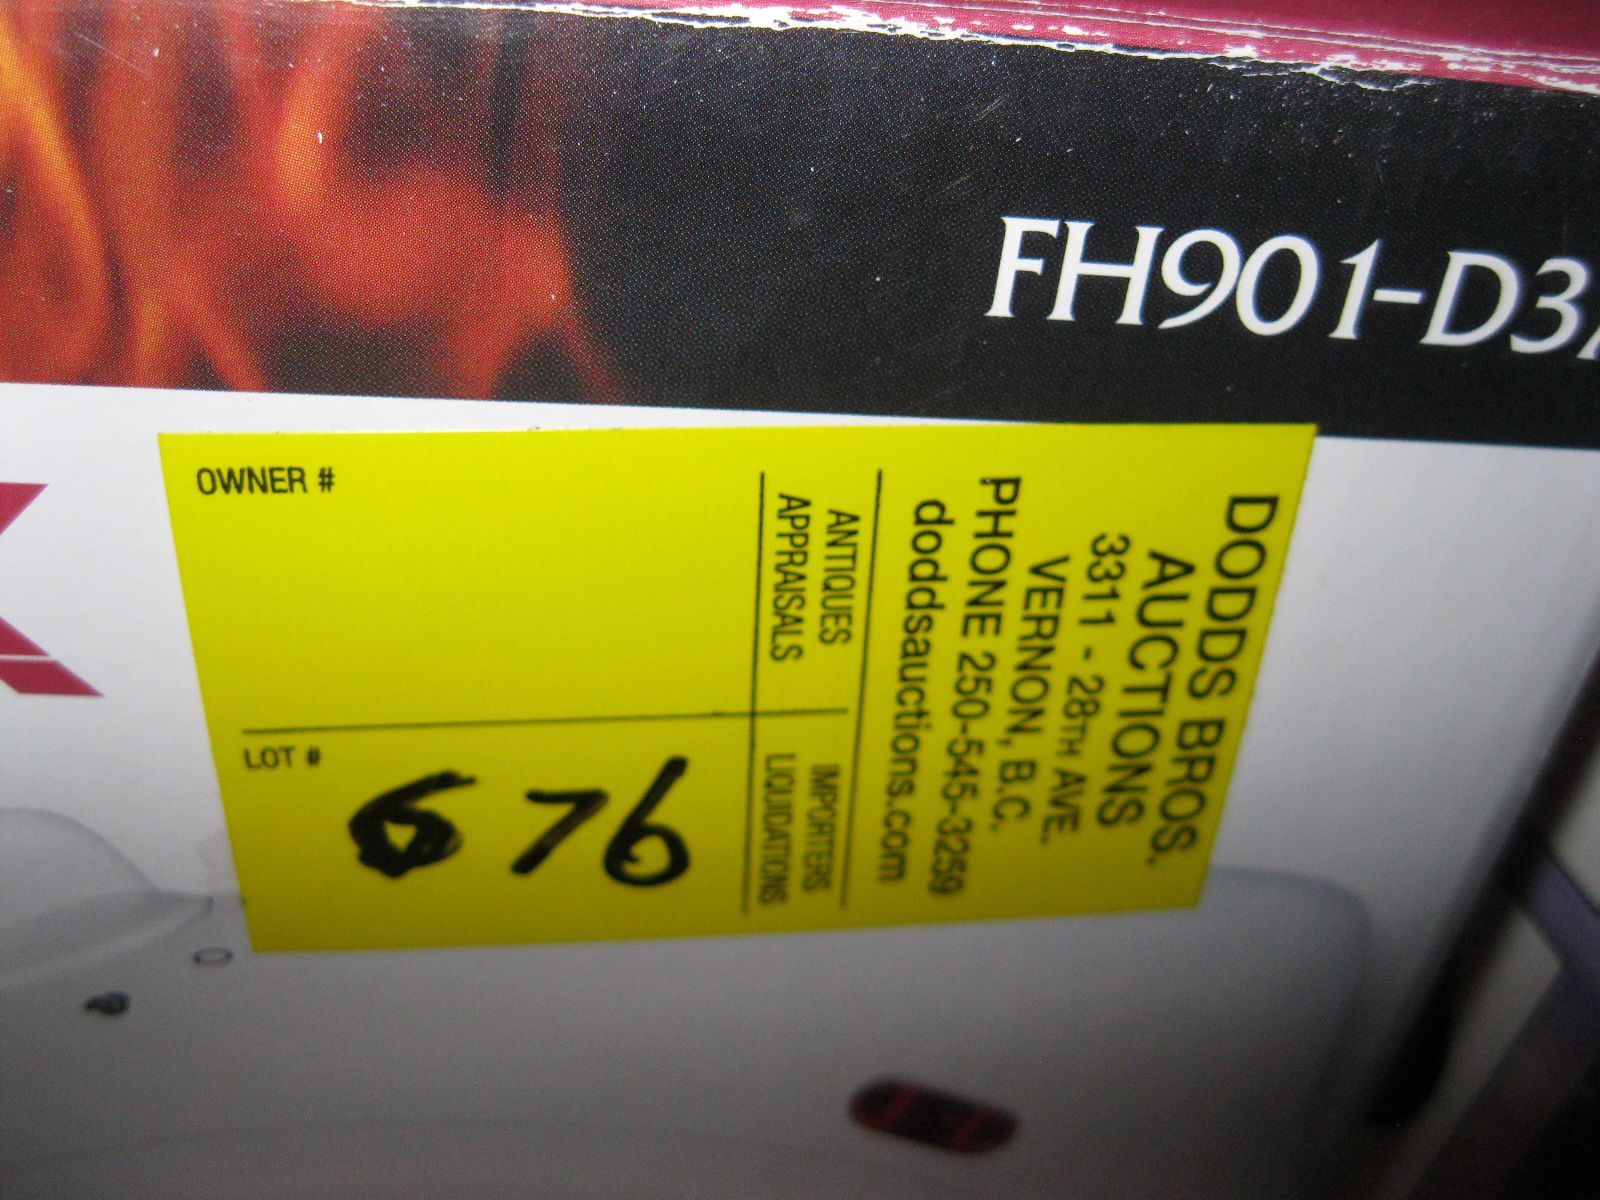 FH901-D3
OWNER #
LOT #
676
DODDS BROS.
AUCTIONS
3311 - 28TH AVE.
VERNON, B.C.
PHONE 250-545-3259
doddsauctions.com
ANTIQUES IMPORTERS
APPRAISALS LIQUIDATIONS